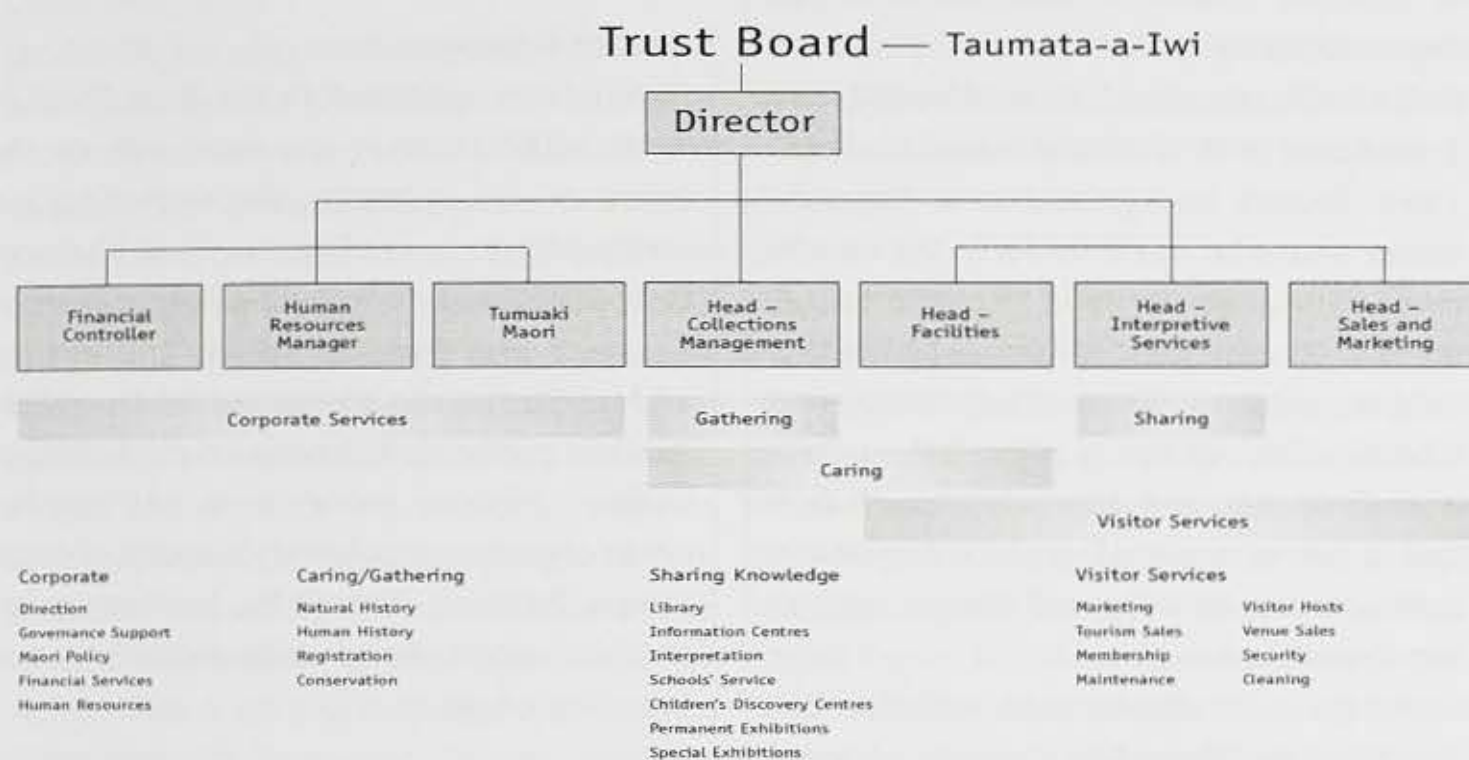 Trust Board — Taumata-a-Iwi
Director
Financial
Controller
Human
Resources
Manager
Tumuaki
Maori
Head –
Collections
Management
Head –
Facilities
Head –
Interpretive
Services
Head –
Sales and
Marketing
Corporate Services
Gathering
Sharing
Caring
Visitor Services
Corporate
Direction
Governance Support
Maori Policy
Financial Services
Human Resources
Caring/Gathering
Natural History
Human History
Registration
Conservation
Sharing Knowledge
Library
Information Centres
Interpretation
Schools' Service
Children's Discovery Centres
Permanent Exhibitions
Special Exhibitions
Visitor Services
Marketing
Tourism Sales
Membership
Maintenance
Visitor Hosts
Venue Sales
Security
Cleaning